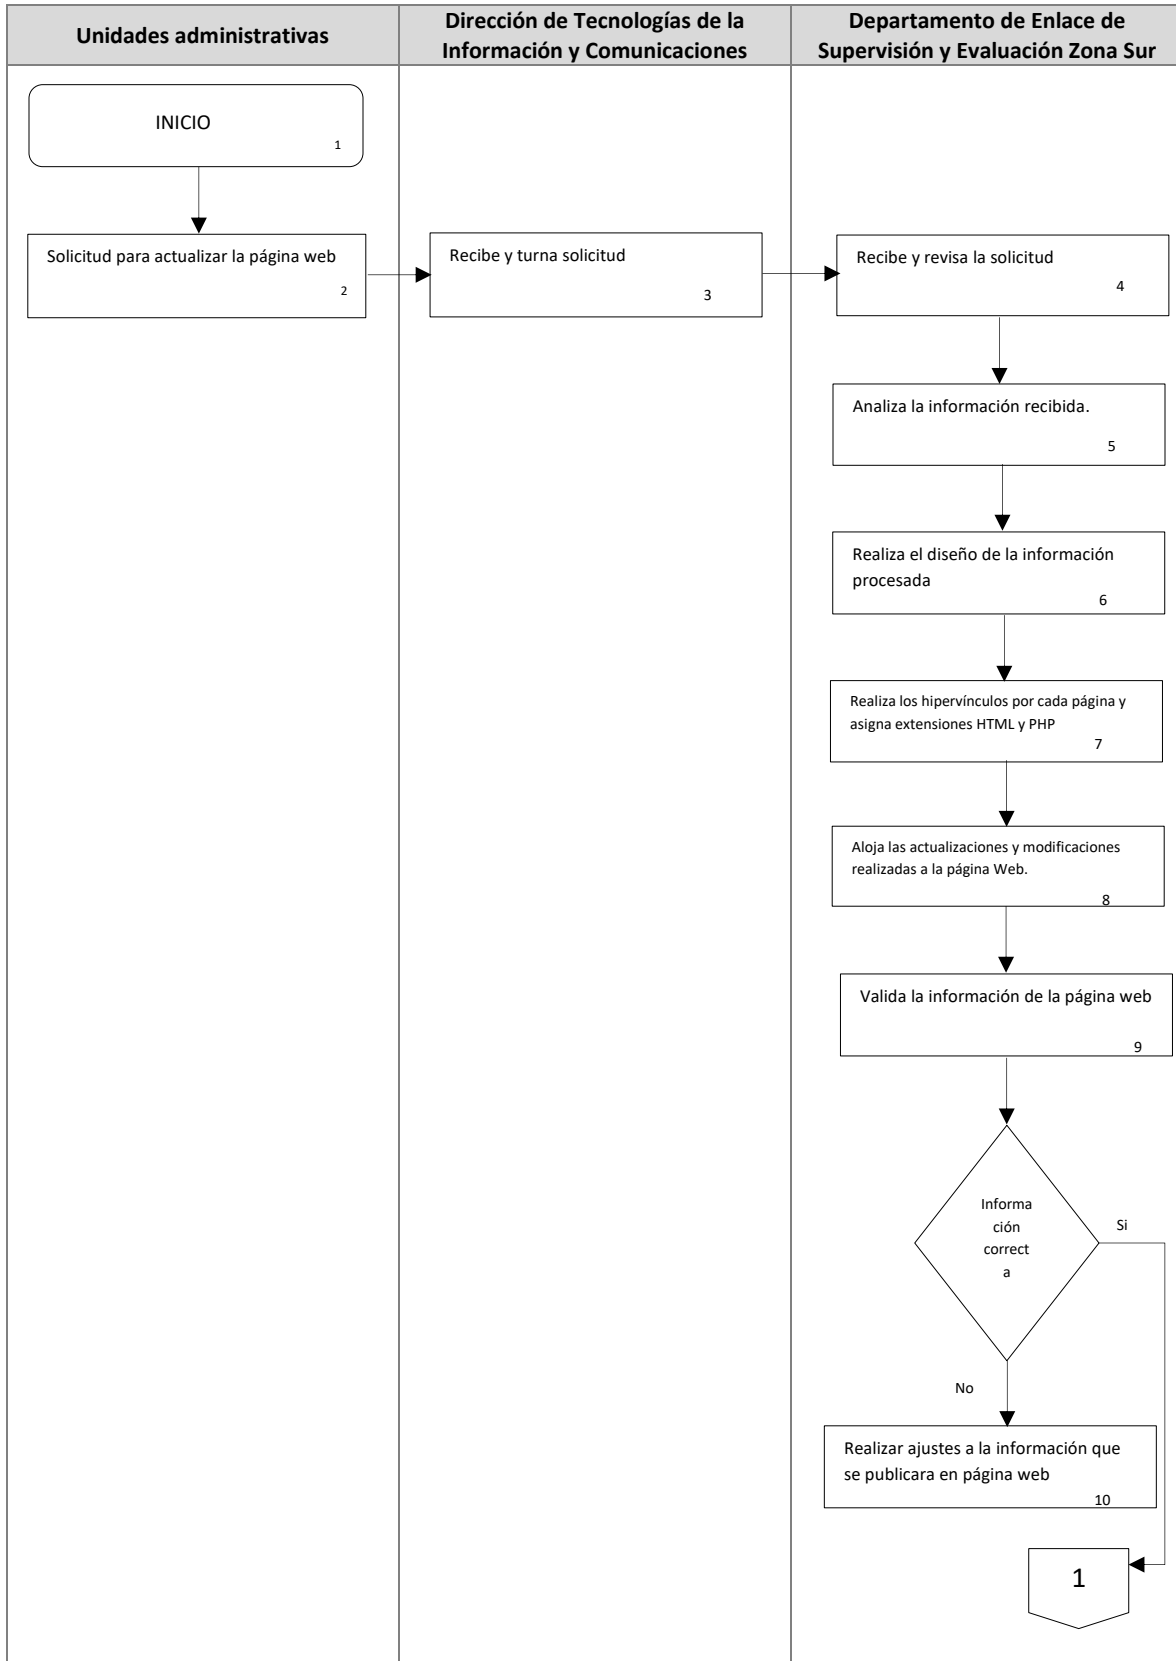 Unidades administrativas
Dirección de Tecnologías de la
Información y Comunicaciones
Departamento de Enlace de
Supervisión y Evaluación Zona Sur
INICIO
1
Solicitud para actualizar la página web
2
Recibe y turna solicitud
3
Recibe y revisa la solicitud
4
Analiza la información recibida.
5
Realiza el diseño de la información
procesada
6
Realiza los hipervínculos por cada página y
asigna extensiones HTML y PHP
7
Aloja las actualizaciones y modificaciones
realizadas a la página Web.
8
Valida la información de la página web
9
Informa
ción
correct
a
Si
No
Realizar ajustes a la información que
se publicara en página web
10
1